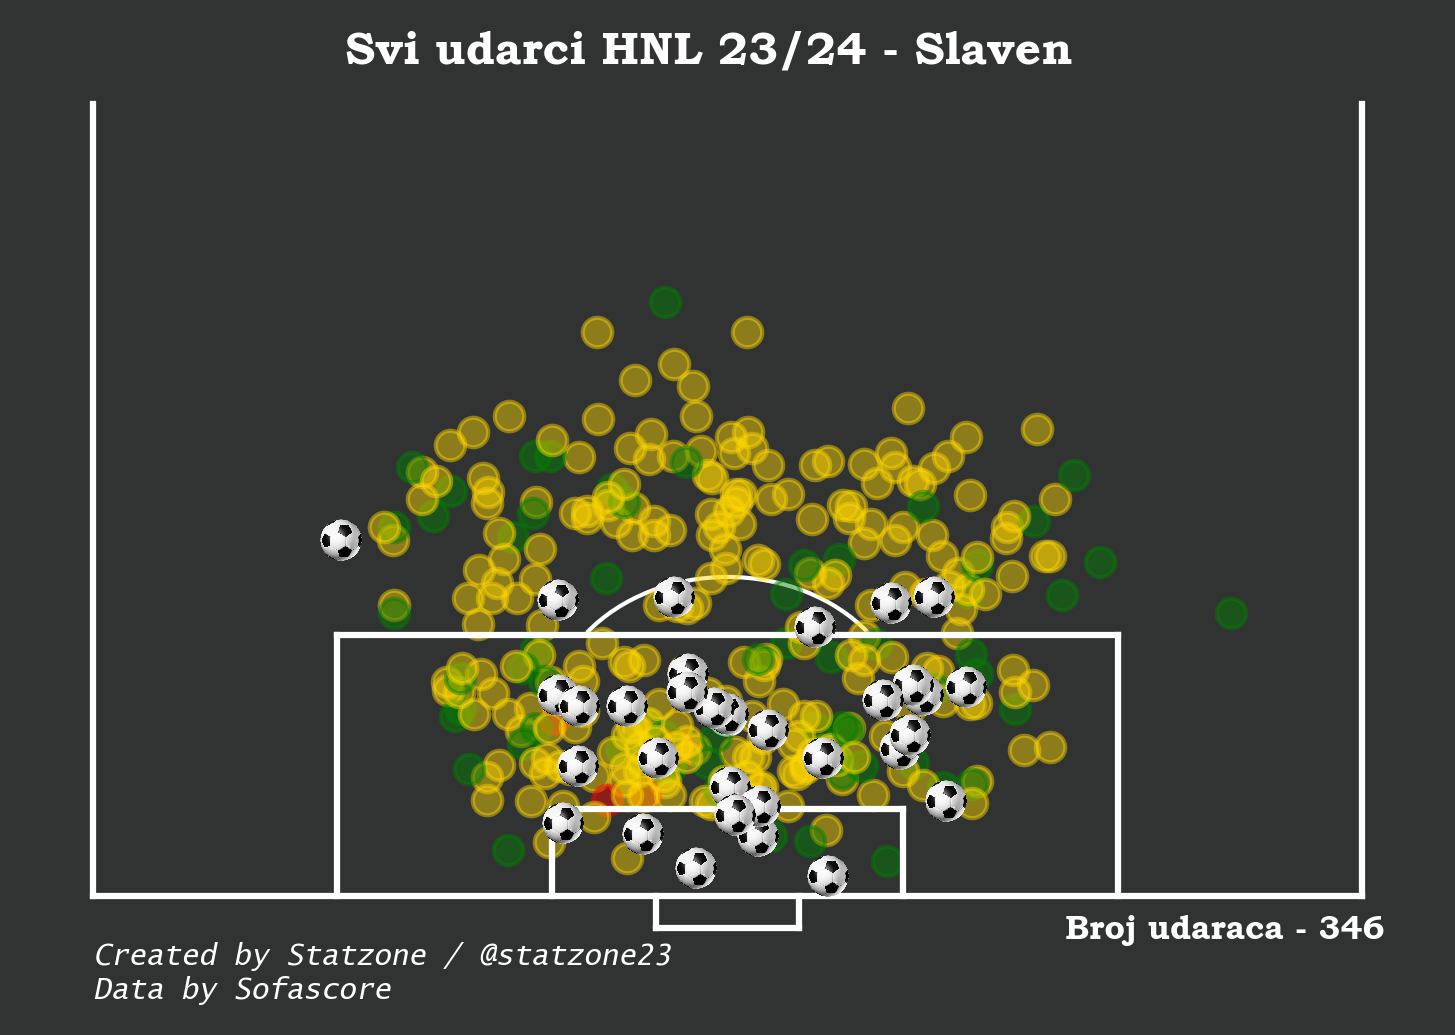 Svi udarci HNL 23/24 - Slaven
Broj udaraca - 346
Created by Statzone / @statzone23
Data by Sofascore